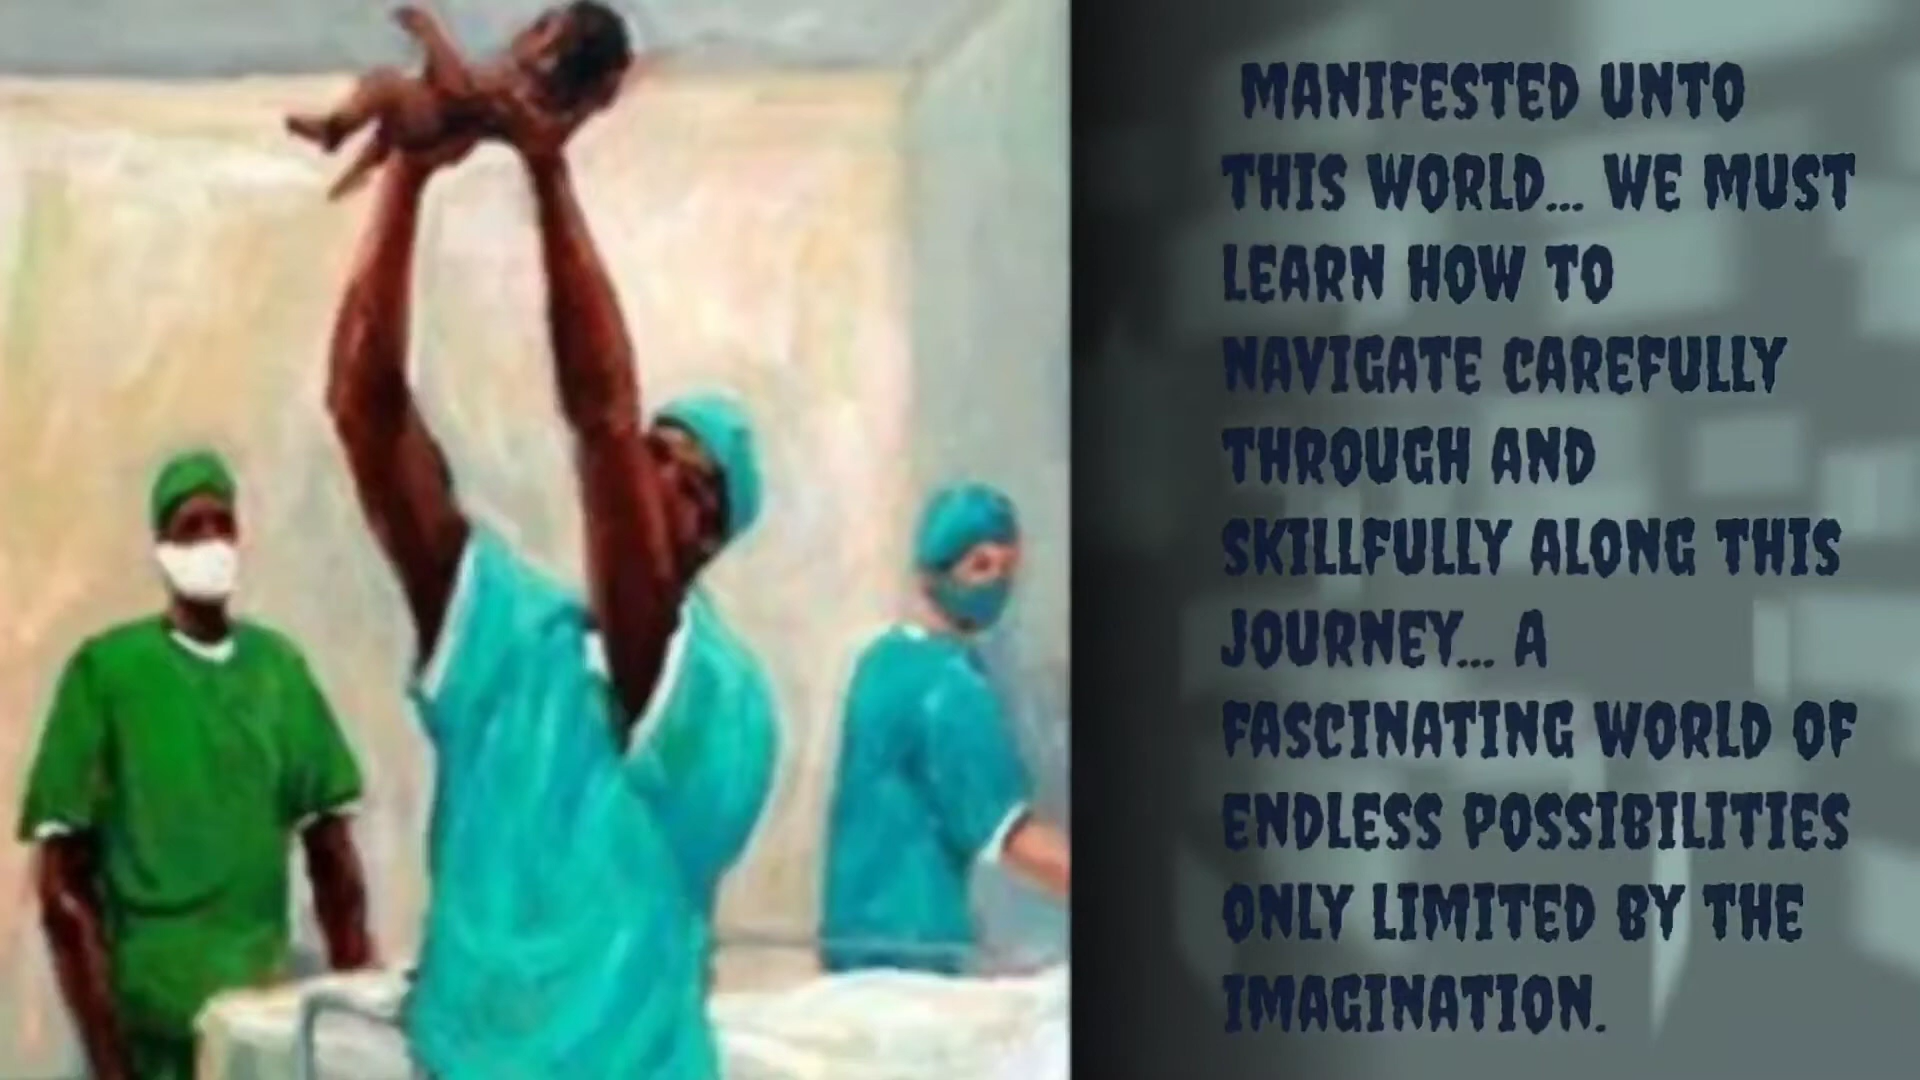 MANIFESTED UNTO
THIS WORLD... WE MUST
LEARN HOW TO
NAVIGATE CAREFULLY
THROUGH AND
SKILLFULLY ALONG THIS
JOURNEY... A
FASCINATING WORLD OF
ENDLESS POSSIBILITIES
ONLY LIMITED BY THE
IMAGINATION.